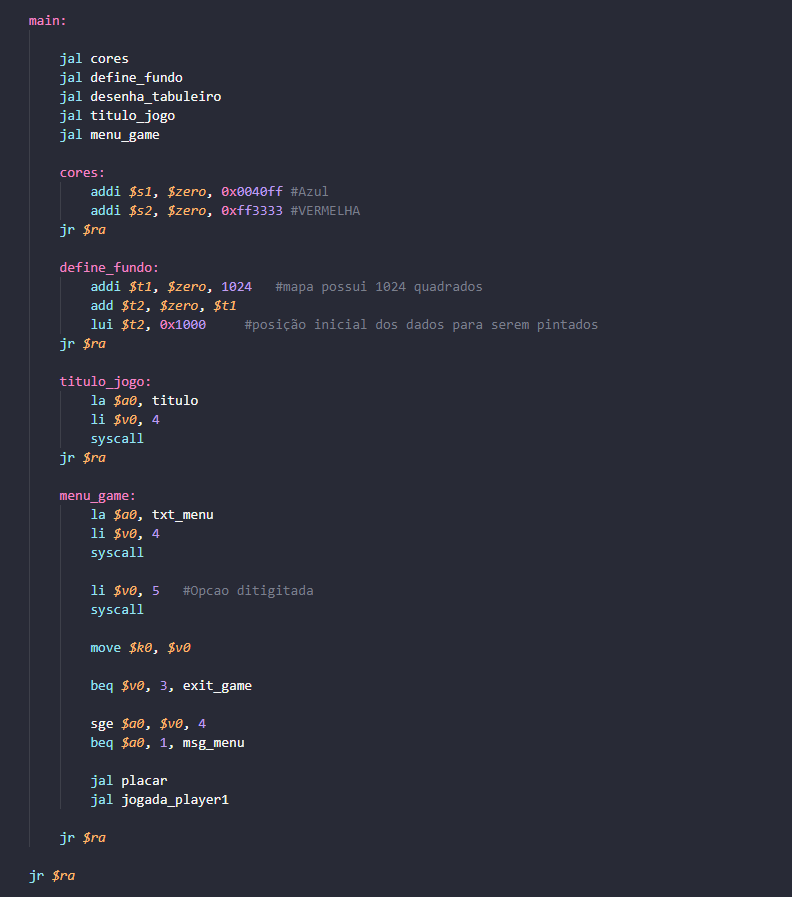 main:
jal cores
jal define_fundo
jal desenha_tabuleiro
jal titulo_jogo
jal menu_game
cores:
addi $s1, $zero, 0x0040ff #Azul
addi $s2, $zero, 0xff3333 #VERMELHA
jr $ra
define_fundo:
addi $t1, $zero, 1024 #mapa possui 1024 quadrados
add $t2, $zero, $t1
lui $t2, 0x1000 #posição inicial dos dados para serem pintados
jr $ra
titulo_jogo:
la $a0, titulo
li $v0, 4
syscall
jr $ra
menu_game:
la $a0, txt_menu
li $v0, 4
syscall
li $v0, 5 #Opcao ditigitada
syscall
move $k0, $v0
beq $v0, 3, exit_game
sge $a0, $v0, 4
beq $a0, 1, msg_menu
jal placar
jal jogada_player1
jr $ra
jr $ra